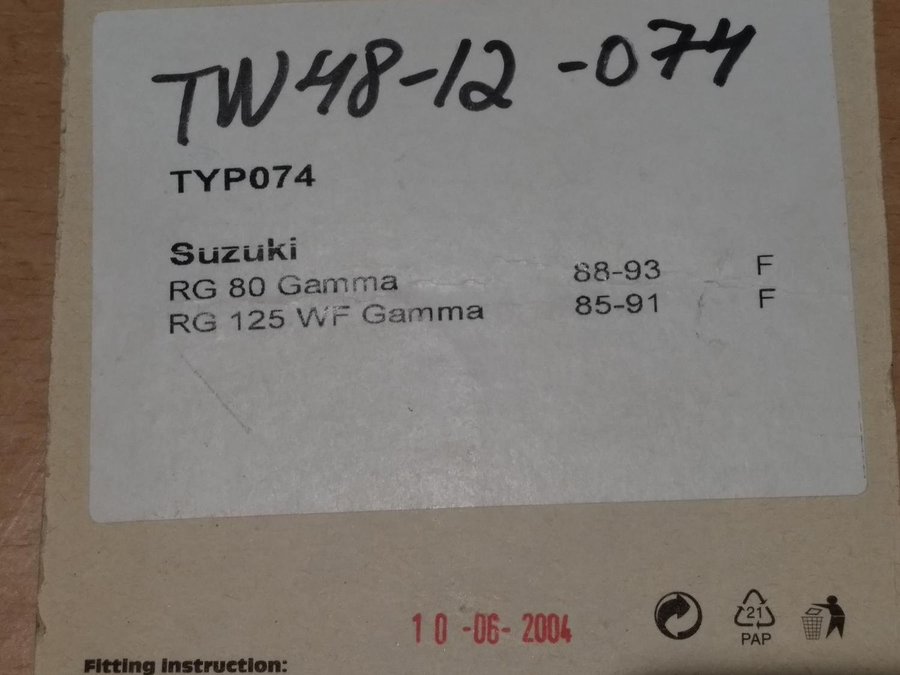 TW48-12-074
TYP074
Suzuki
RG 80 Gamma 88-93 F
RG 125 WF Gamma 85-91 F
10-06-2004
21
PAP
Fitting instruction: